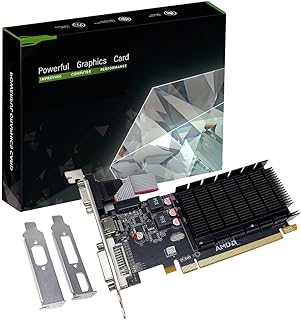 Powerful Graphics Card
IMPROVING COMPUTER PERFORMANCE
POWERFUL GRAPHICS CARD
AMD